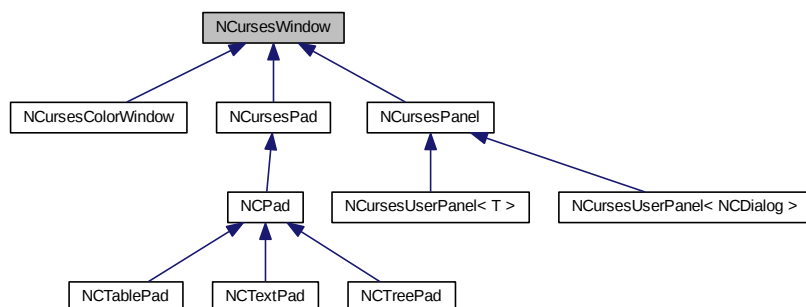 NCursesWindow
NCursesColorWindow
NCursesPad
NCursesPanel
NCPad
NCursesUserPanel< T >
NCursesUserPanel< NCDialog >
NCTablePad
NCTextPad
NCTreePad